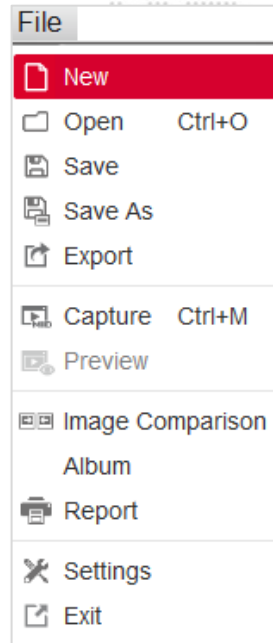 File
New
Open Ctrl+O
Save
Save As
Export
Capture Ctrl+M
Preview
Image Comparison
Album
Report
Settings
Exit